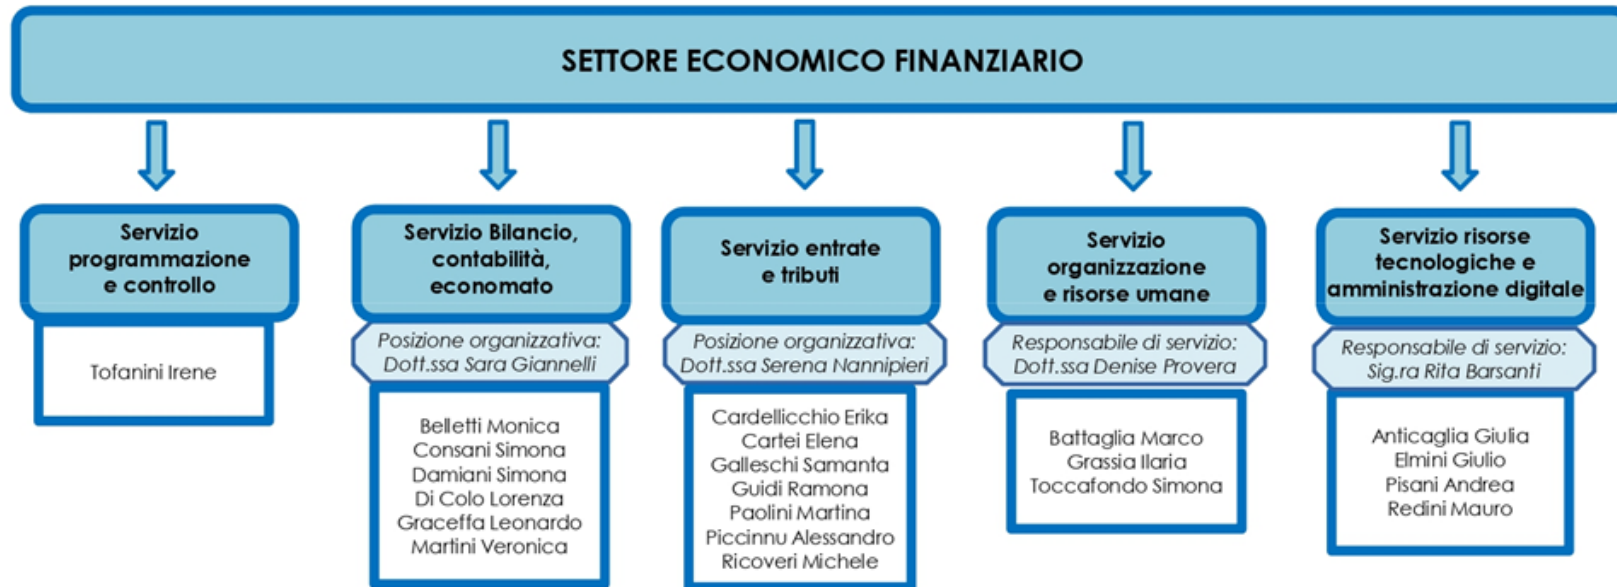 SETTORE ECONOMICO FINANZIARIO
Servizio
programmazione
e controllo
Tofanini Irene
Servizio Bilancio,
contabilità,
economato
Posizione organizzativa:
Dott.ssa Sara Giannelli
Belletti Monica
Consani Simona
Damiani Simona
Di Colo Lorenza
Graceffa Leonardo
Martini Veronica
Servizio entrate
e tributi
Posizione organizzativa:
Dott.ssa Serena Nannipieri
Cardellicchio Erika
Cartei Elena
Galleschi Samanta
Guidi Ramona
Paolini Martina
Piccinnu Alessandro
Ricoveri Michele
Servizio
organizzazione
e risorse umane
Responsabile di servizio:
Dott.ssa Denise Provera
Battaglia Marco
Grassia Ilaria
Toccafondo Simona
Servizio risorse
tecnologiche e
amministrazione digitale
Responsabile di servizio:
Sig.ra Rita Barsanti
Anticaglia Giulia
Elmini Giulio
Pisani Andrea
Redini Mauro